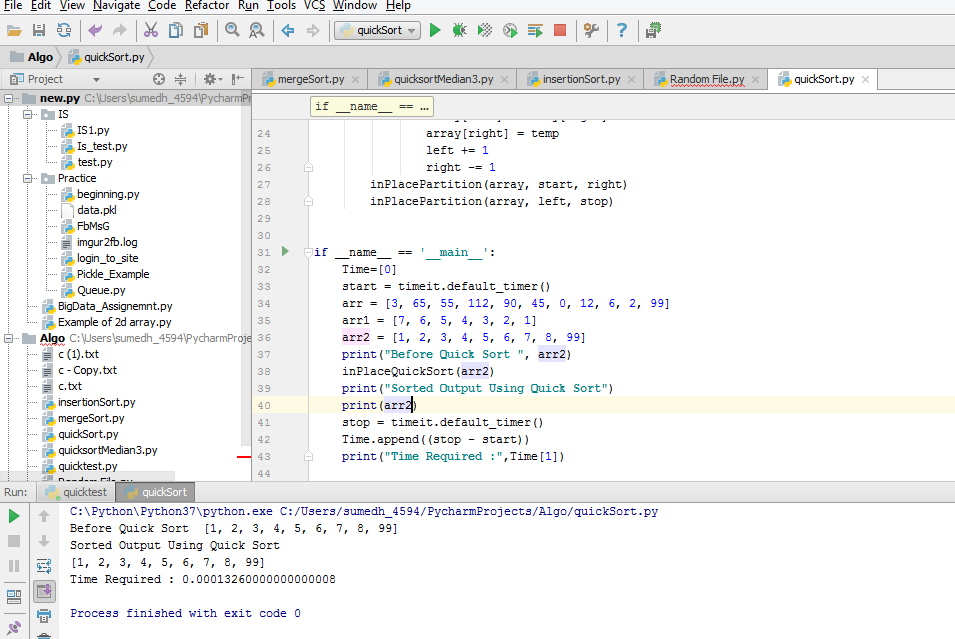 File Edit View Navigate Code Refactor Run Tools VCS Window Help
quickSort
Algo quickSort.py
Project
mergeSort.py quicksortMedian3.py insertionSort.py Random File.py quickSort.py
new.py C:\Users\sumedh_4594\PycharmPr
IS
IS1.py
Is_test.py
test.py
Practice
beginning.py
data.pkl
FbMsG
imgur2fb.log
login_to_site
Pickle_Example
Queue.py
BigData_Assignemnt.py
Example of 2d array.py
Algo C:\Users\sumedh_4594\PycharmProje
c (1).txt
c - Copy.txt
c.txt
insertionSort.py
mergeSort.py
quickSort.py
quicksortMedian3.py
quicktest.py
Random File.py
if __name__ == ...
24 array[right] = temp
25 left += 1
26 right -= 1
27 inPlacePartition(array, start, right)
28 inPlacePartition(array, left, stop)
29
30
31 if __name__ == '__main__':
32 Time=[0]
33 start = timeit.default_timer()
34 arr = [3, 65, 55, 112, 90, 45, 0, 12, 6, 2, 99]
35 arr1 = [7, 6, 5, 4, 3, 2, 1]
36 arr2 = [1, 2, 3, 4, 5, 6, 7, 8, 99]
37 print("Before Quick Sort ", arr2)
38 inPlaceQuickSort(arr2)
39 print("Sorted Output Using Quick Sort")
40 print(arr2)
41 stop = timeit.default_timer()
42 Time.append((stop - start))
43 print("Time Required :",Time[1])
44
Run: quicktest quickSort
C:\Python\Python37\python.exe C:/Users/sumedh_4594/PycharmProjects/Algo/quickSort.py
Before Quick Sort  [1, 2, 3, 4, 5, 6, 7, 8, 99]
Sorted Output Using Quick Sort
[1, 2, 3, 4, 5, 6, 7, 8, 99]
Time Required : 0.00013260000000000008
Process finished with exit code 0